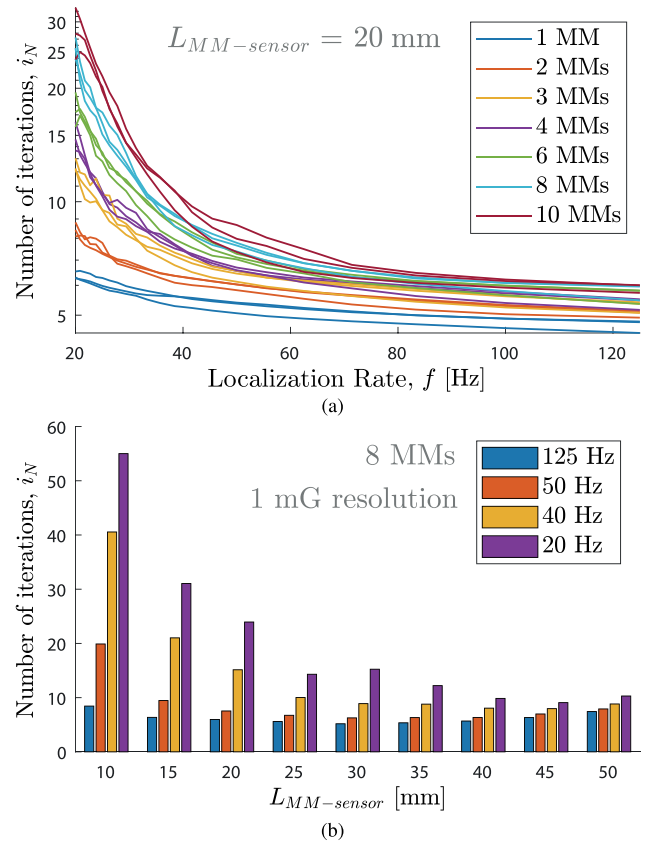 L_{MM-sensor} = 20 mm
Number of iterations, i_N
30
25
20
15
10
5
1 MM
2 MMs
3 MMs
4 MMs
6 MMs
8 MMs
10 MMs
20 40 60 80 100 120
Localization Rate, f [Hz]
(a)
8 MMs
1 mG resolution
Number of iterations, i_N
60
50
40
30
20
10
0
125 Hz
50 Hz
40 Hz
20 Hz
10 15 20 25 30 35 40 45 50
L_{MM-sensor} [mm]
(b)